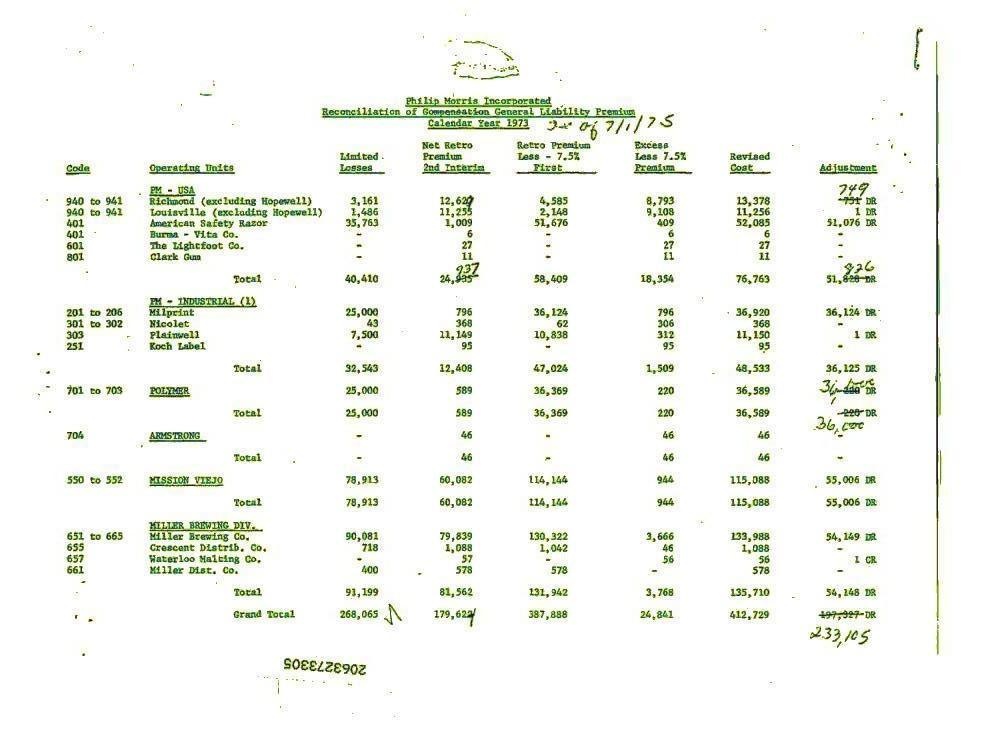 Philip Morris Incorporated
Reconciliation of Compensation General Liability Premium
Calendar Year 1973 as of 7/1/75
Net Retro Retro Premium Excess
Limited Premium Less - 7.5% Less 7.5% Revised
Code Operating Units Losses 2nd Interim First Premium Cost Adjustment
PM - USA 749
940 to 941 Richmond (excluding Hopewell) 3,161 12,629 4,585 8,793 13,378 751 DR
940 to 941 Louisville (excluding Hopewell) 1,486 11,255 2,148 9,108 11,256 1 DR
401 American Safety Razor 35,763 1,009 51,676 409 52,085 51,076 DR
401 Burma - Vita Co. - 6 - 6 6 -
601 The Lightfoot Co. - 27 - 27 27 -
801 Clark Gum - 11 - 11 11 -
937 826
Total 40,410 24,935 58,409 18,354 76,763 51,828 DR
PM - INDUSTRIAL (1)
201 to 206 Milprint 25,000 796 36,124 796 36,920 36,124 DR
301 to 302 Nicolet 43 368 62 306 368 -
303 Plainwell 7,500 11,149 10,838 312 11,150 1 DR
251 Koch Label - 95 - 95 95 -
Total 32,543 12,408 47,024 1,509 48,533 36,125 DR
701 to 703 POLYMER 25,000 589 36,369 220 36,589 220 DR
Total 25,000 589 36,369 220 36,589 220 DR
36,000
704 ARMSTRONG - 46 - 46 46 -
Total - 46 - 46 46 -
550 to 552 MISSION VIEJO 78,913 60,082 114,144 944 115,088 55,006 DR
Total 78,913 60,082 114,144 944 115,088 55,006 DR
MILLER BREWING DIV.
651 to 665 Miller Brewing Co. 90,081 79,839 130,322 3,666 133,988 54,149 DR
655 Crescent Distrib. Co. 718 1,088 1,042 46 1,088 -
657 Waterloo Malting Co. - 57 - 56 56 1 CR
661 Miller Dist. Co. 400 578 578 - 578 -
Total 91,199 81,562 131,942 3,768 135,710 54,148 DR
Grand Total 268,065 179,624 387,888 24,841 412,729 197,327 DR
233,105
2063273305